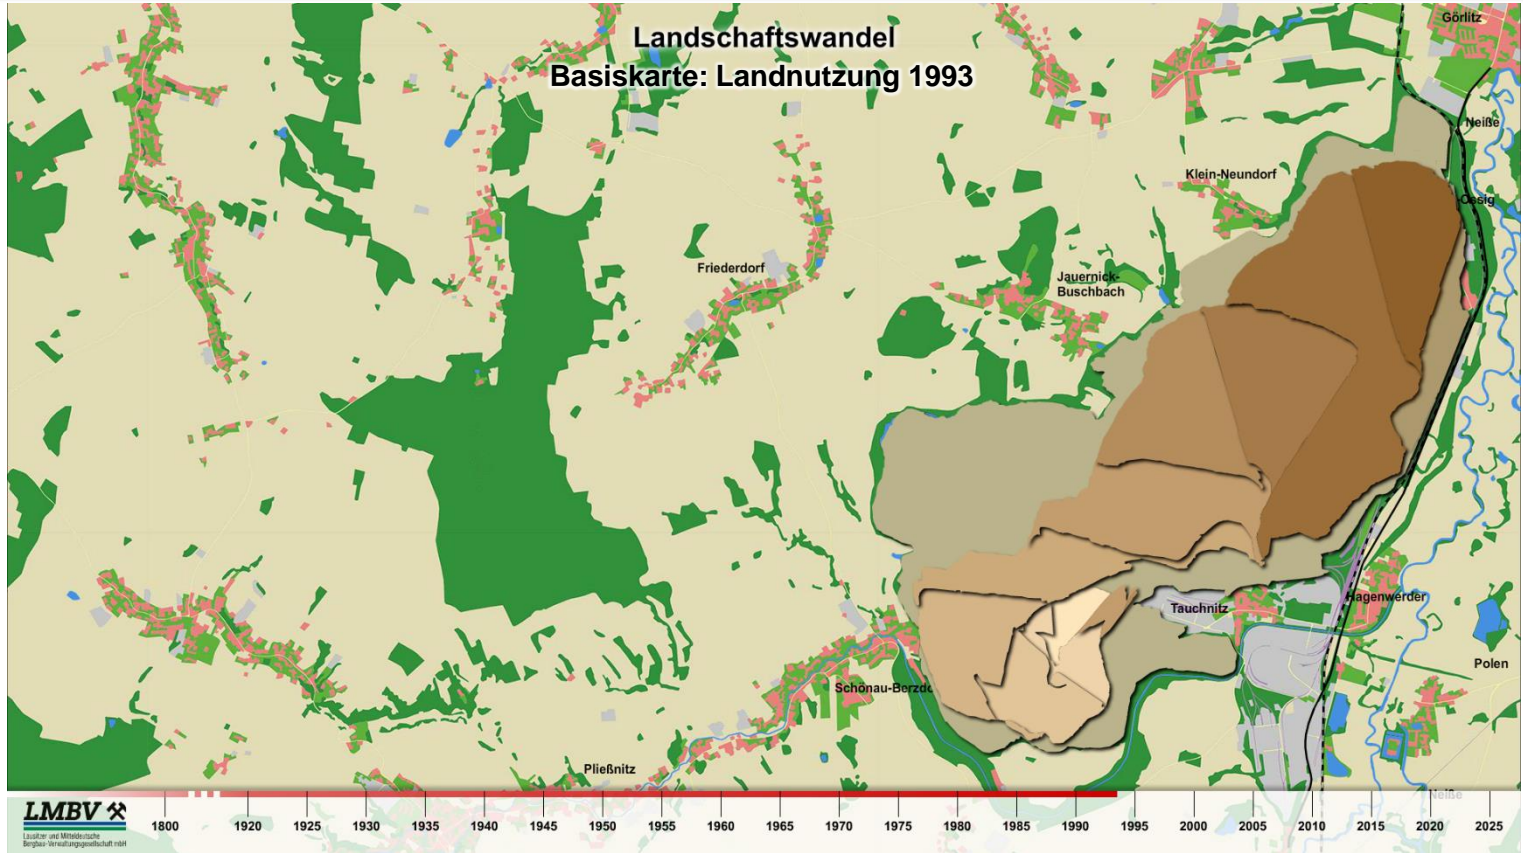 Landschaftswandel
Basiskarte: Landnutzung 1993
Görlitz
Neiße
Klein-Neundorf
Ossig
Friederdorf
Jauernick-
Buschbach
Tauchnitz
Hagenwerder
Polen
Schönau-Berzdo
Pließnitz
Neiße
LMBV
Lausitzer und Mitteldeutsche
Bergbau-Verwaltungsgesellschaft mbH
1800 1920 1925 1930 1935 1940 1945 1950 1955 1960 1965 1970 1975 1980 1985 1990 1995 2000 2005 2010 2015 2020 2025